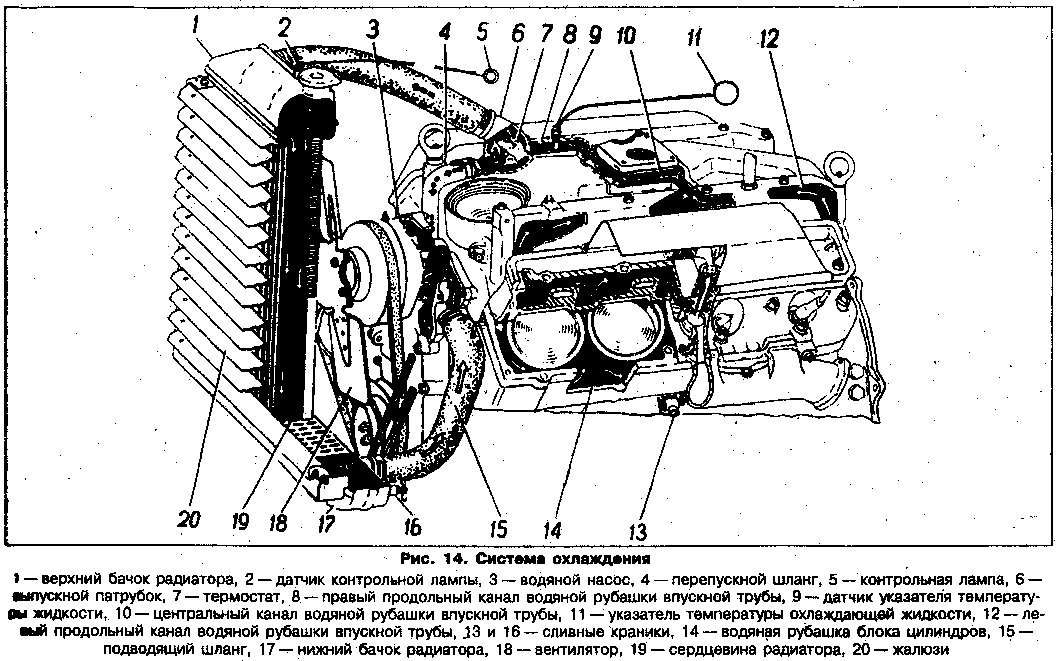 1 2 3 4 5 6 7 8 9 10 11 12
20 19 18 17 16 15 14 13
Рис. 14. Система охлаждения
1 — верхний бачок радиатора, 2 — датчик контрольной лампы, 3 — водяной насос, 4 — перепускной шланг, 5 — контрольная лампа, 6 —
выпускной патрубок, 7 — термостат, 8 — правый продольный канал водяной рубашки впускной трубы, 9 — датчик указателя температу-
ры жидкости, 10 — центральный канал водяной рубашки впускной трубы, 11 — указатель температуры охлаждающей жидкости, 12 — ле-
вый продольный канал водяной рубашки впускной трубы, 13 и 16 — сливные краники, 14 — водяная рубашка блока цилиндров, 15 —
подводящий шланг, 17 — нижний бачок радиатора, 18 — вентилятор, 19 — сердцевина радиатора, 20 — жалюзи